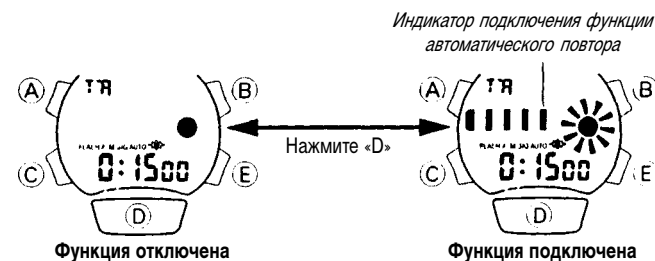 Индикатор подключения функции
автоматического повтора
A
B
C
E
D
TR
0:1500
Нажмите «D»
A
B
C
E
D
TR
0:1500
Функция отключена
Функция подключена